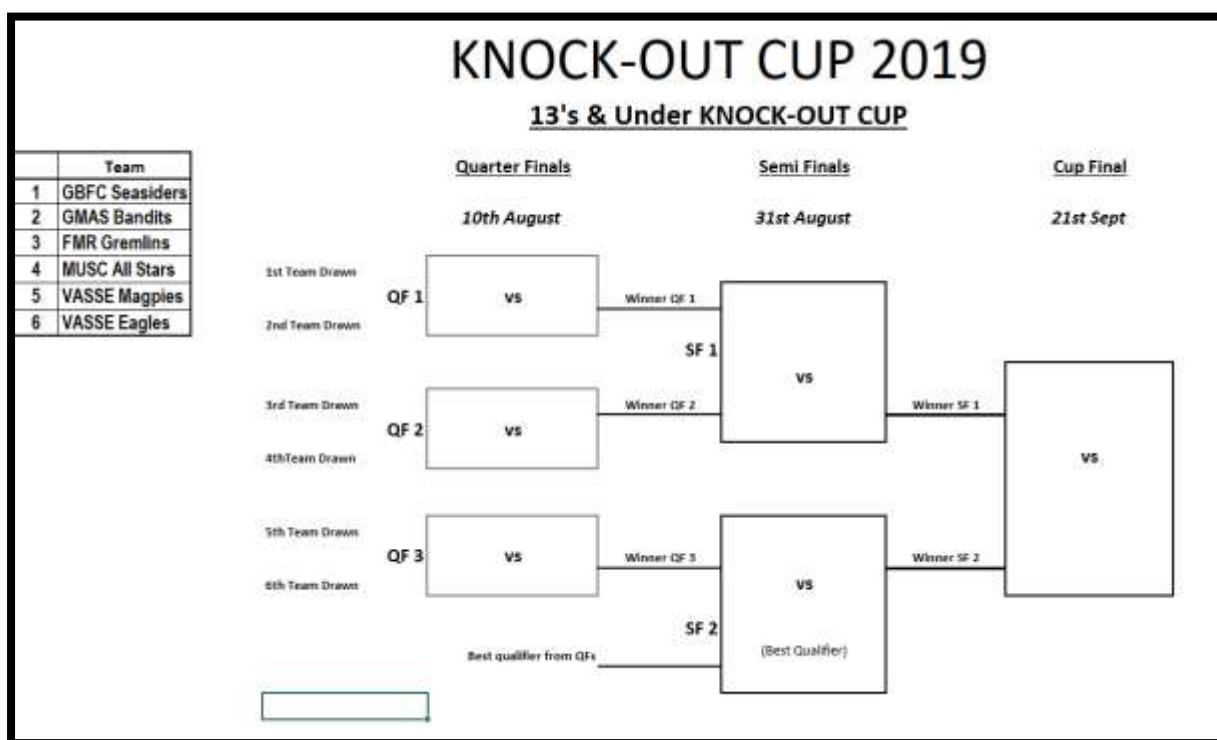 KNOCK-OUT CUP 2019
13's & Under KNOCK-OUT CUP
Team
1 GBFC Seasiders
2 GMAS Bandits
3 FMR Gremlins
4 MUSC All Stars
5 VASSE Magpies
6 VASSE Eagles
Quarter Finals Semi Finals Cup Final
10th August 31st August 21st Sept
1st Team Drawn
QF 1 vs Winner QF 1
2nd Team Drawn
SF 1
vs
3rd Team Drawn Winner QF 2 Winner SF 1
QF 2 vs
4thTeam Drawn
vs
5th Team Drawn
QF 3 vs Winner QF 3 Winner SF 2
6th Team Drawn
vs
SF 2
Best qualifier from QFs (Best Qualifier)